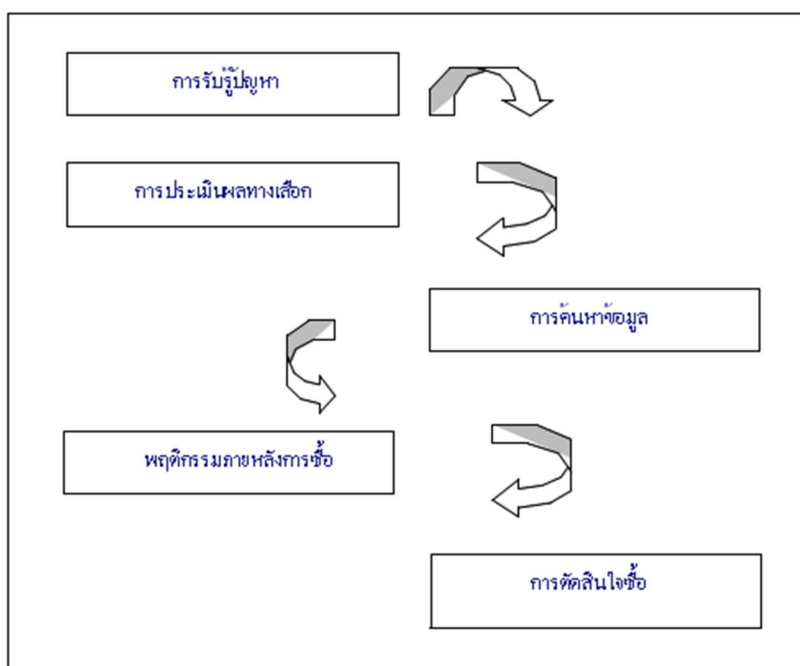 การรับรู้ปัญหา
การประเมินผลทางเลือก
การค้นหาข้อมูล
พฤติกรรมภายหลังการซื้อ
การตัดสินใจซื้อ